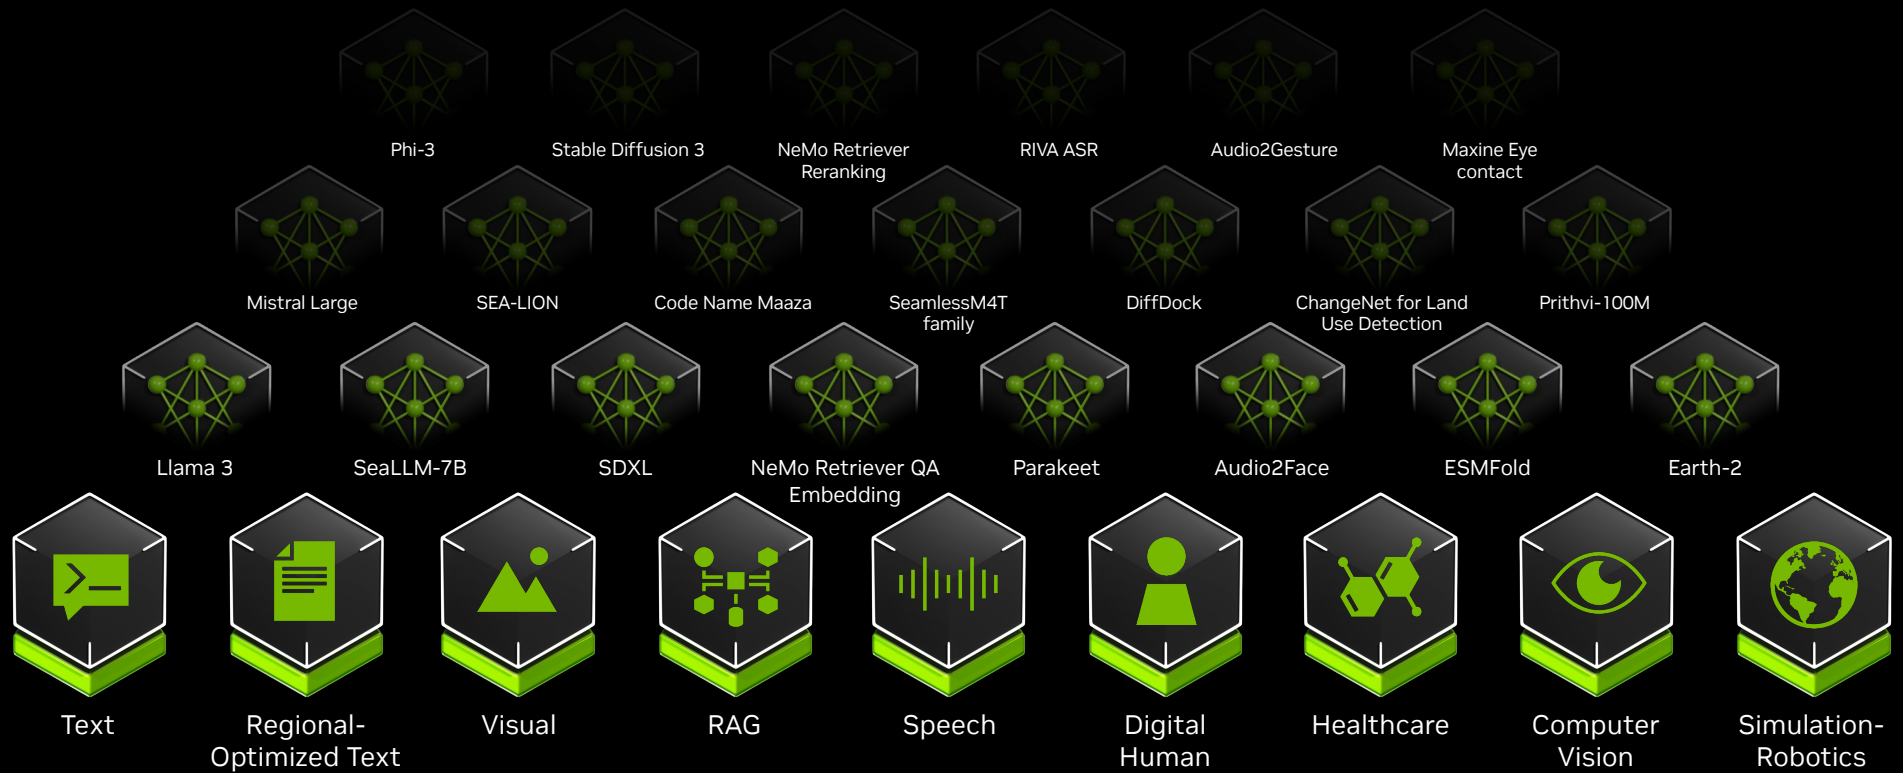 Phi-3
Stable Diffusion 3
NeMo Retriever
Reranking
RIVA ASR
Audio2Gesture
Maxine Eye
contact
Mistral Large
SEA-LION
Code Name Maaza
SeamlessM4T
family
DiffDock
ChangeNet for Land
Use Detection
Prithvi-100M
Llama 3
SeaLLM-7B
SDXL
NeMo Retriever QA
Embedding
Parakeet
Audio2Face
ESMFold
Earth-2
Text
Regional-
Optimized Text
Visual
RAG
Speech
Digital
Human
Healthcare
Computer
Vision
Simulation-
Robotics